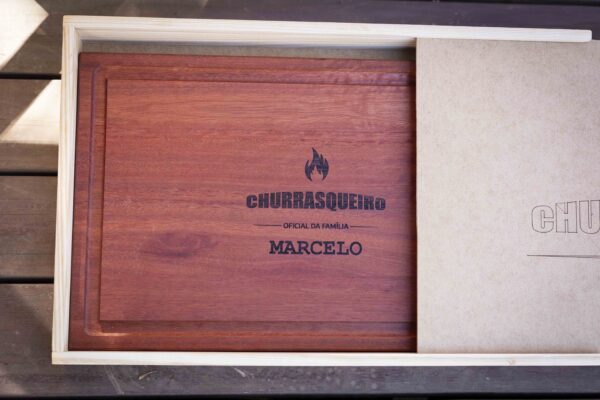 CHURRASQUEIRO
OFICIAL DA FAMÍLIA
MARCELO
CHU